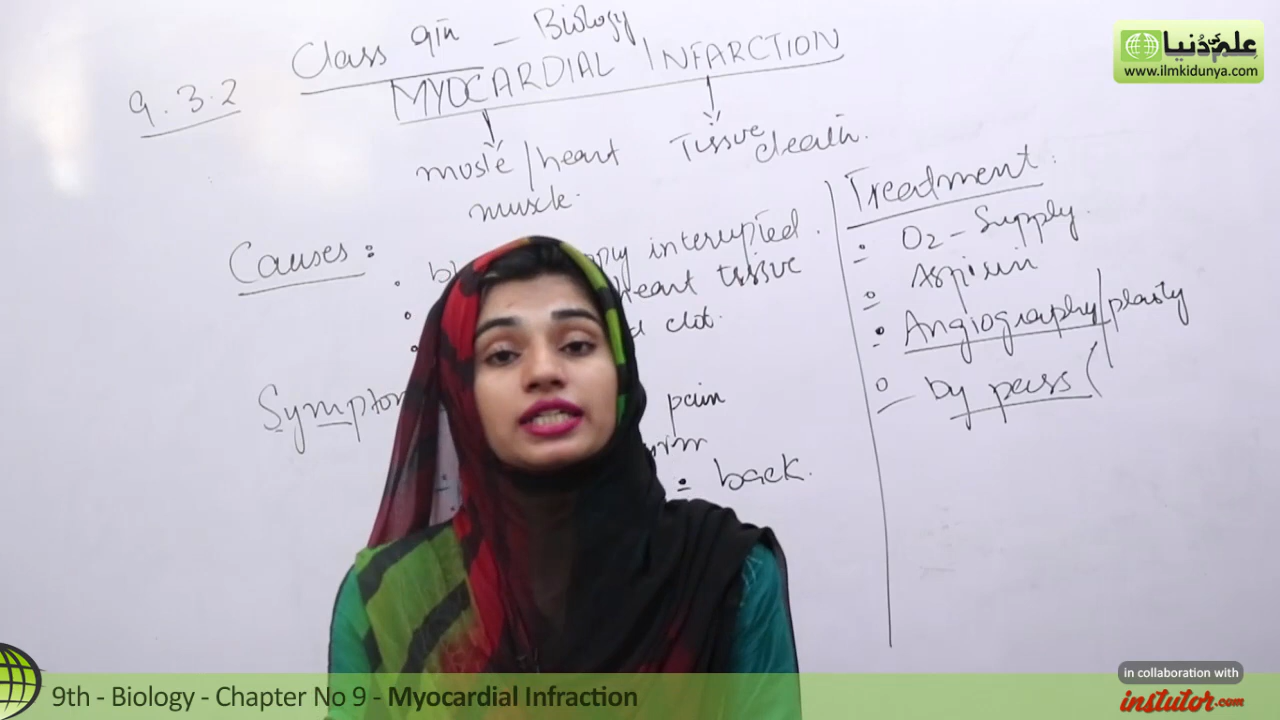 Class 9th - Biology
9.3.2 MYOCARDIAL INFARCTION
muscle/heart muscle.
Tissue death.
Causes:
interupted.
heart tissue
clot.
Symptom
pain
back.
Treatment:
O2 - Supply
Aspirin
Angiography/plasty
by pass (
علم کی دُنیا
www.ilmkidunya.com
9th - Biology - Chapter No 9 - Myocardial Infraction
in collaboration with
instutor.com